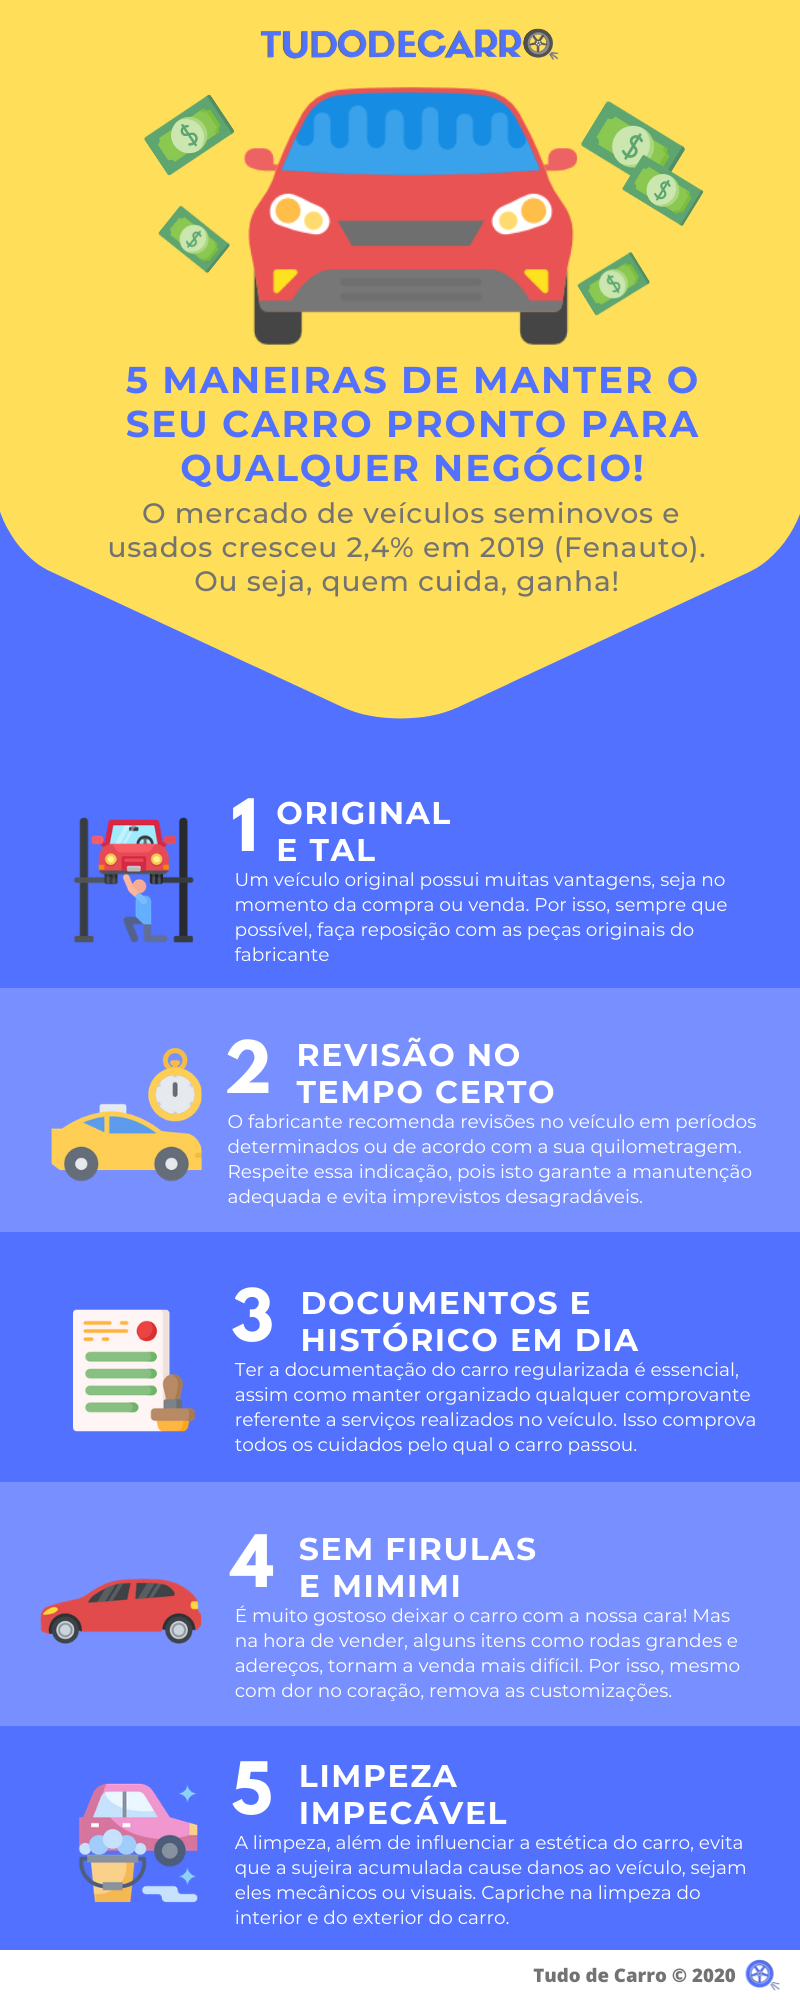 TUDODECARRO
5 MANEIRAS DE MANTER O
SEU CARRO PRONTO PARA
QUALQUER NEGÓCIO!
O mercado de veículos seminovos e
usados cresceu 2,4% em 2019 (Fenauto).
Ou seja, quem cuida, ganha!
1 ORIGINAL
E TAL
Um veículo original possui muitas vantagens, seja no
momento da compra ou venda. Por isso, sempre que
possível, faça reposição com as peças originais do
fabricante
2 REVISÃO NO
TEMPO CERTO
O fabricante recomenda revisões no veículo em períodos
determinados ou de acordo com a sua quilometragem.
Respeite essa indicação, pois isto garante a manutenção
adequada e evita imprevistos desagradáveis.
3 DOCUMENTOS E
HISTÓRICO EM DIA
Ter a documentação do carro regularizada é essencial,
assim como manter organizado qualquer comprovante
referente a serviços realizados no veículo. Isso comprova
todos os cuidados pelo qual o carro passou.
4 SEM FIRULAS
E MIMIMI
É muito gostoso deixar o carro com a nossa cara! Mas
na hora de vender, alguns itens como rodas grandes e
adereços, tornam a venda mais difícil. Por isso, mesmo
com dor no coração, remova as customizações.
5 LIMPEZA
IMPECÁVEL
A limpeza, além de influenciar a estética do carro, evita
que a sujeira acumulada cause danos ao veículo, sejam
eles mecânicos ou visuais. Capriche na limpeza do
interior e do exterior do carro.
Tudo de Carro © 2020